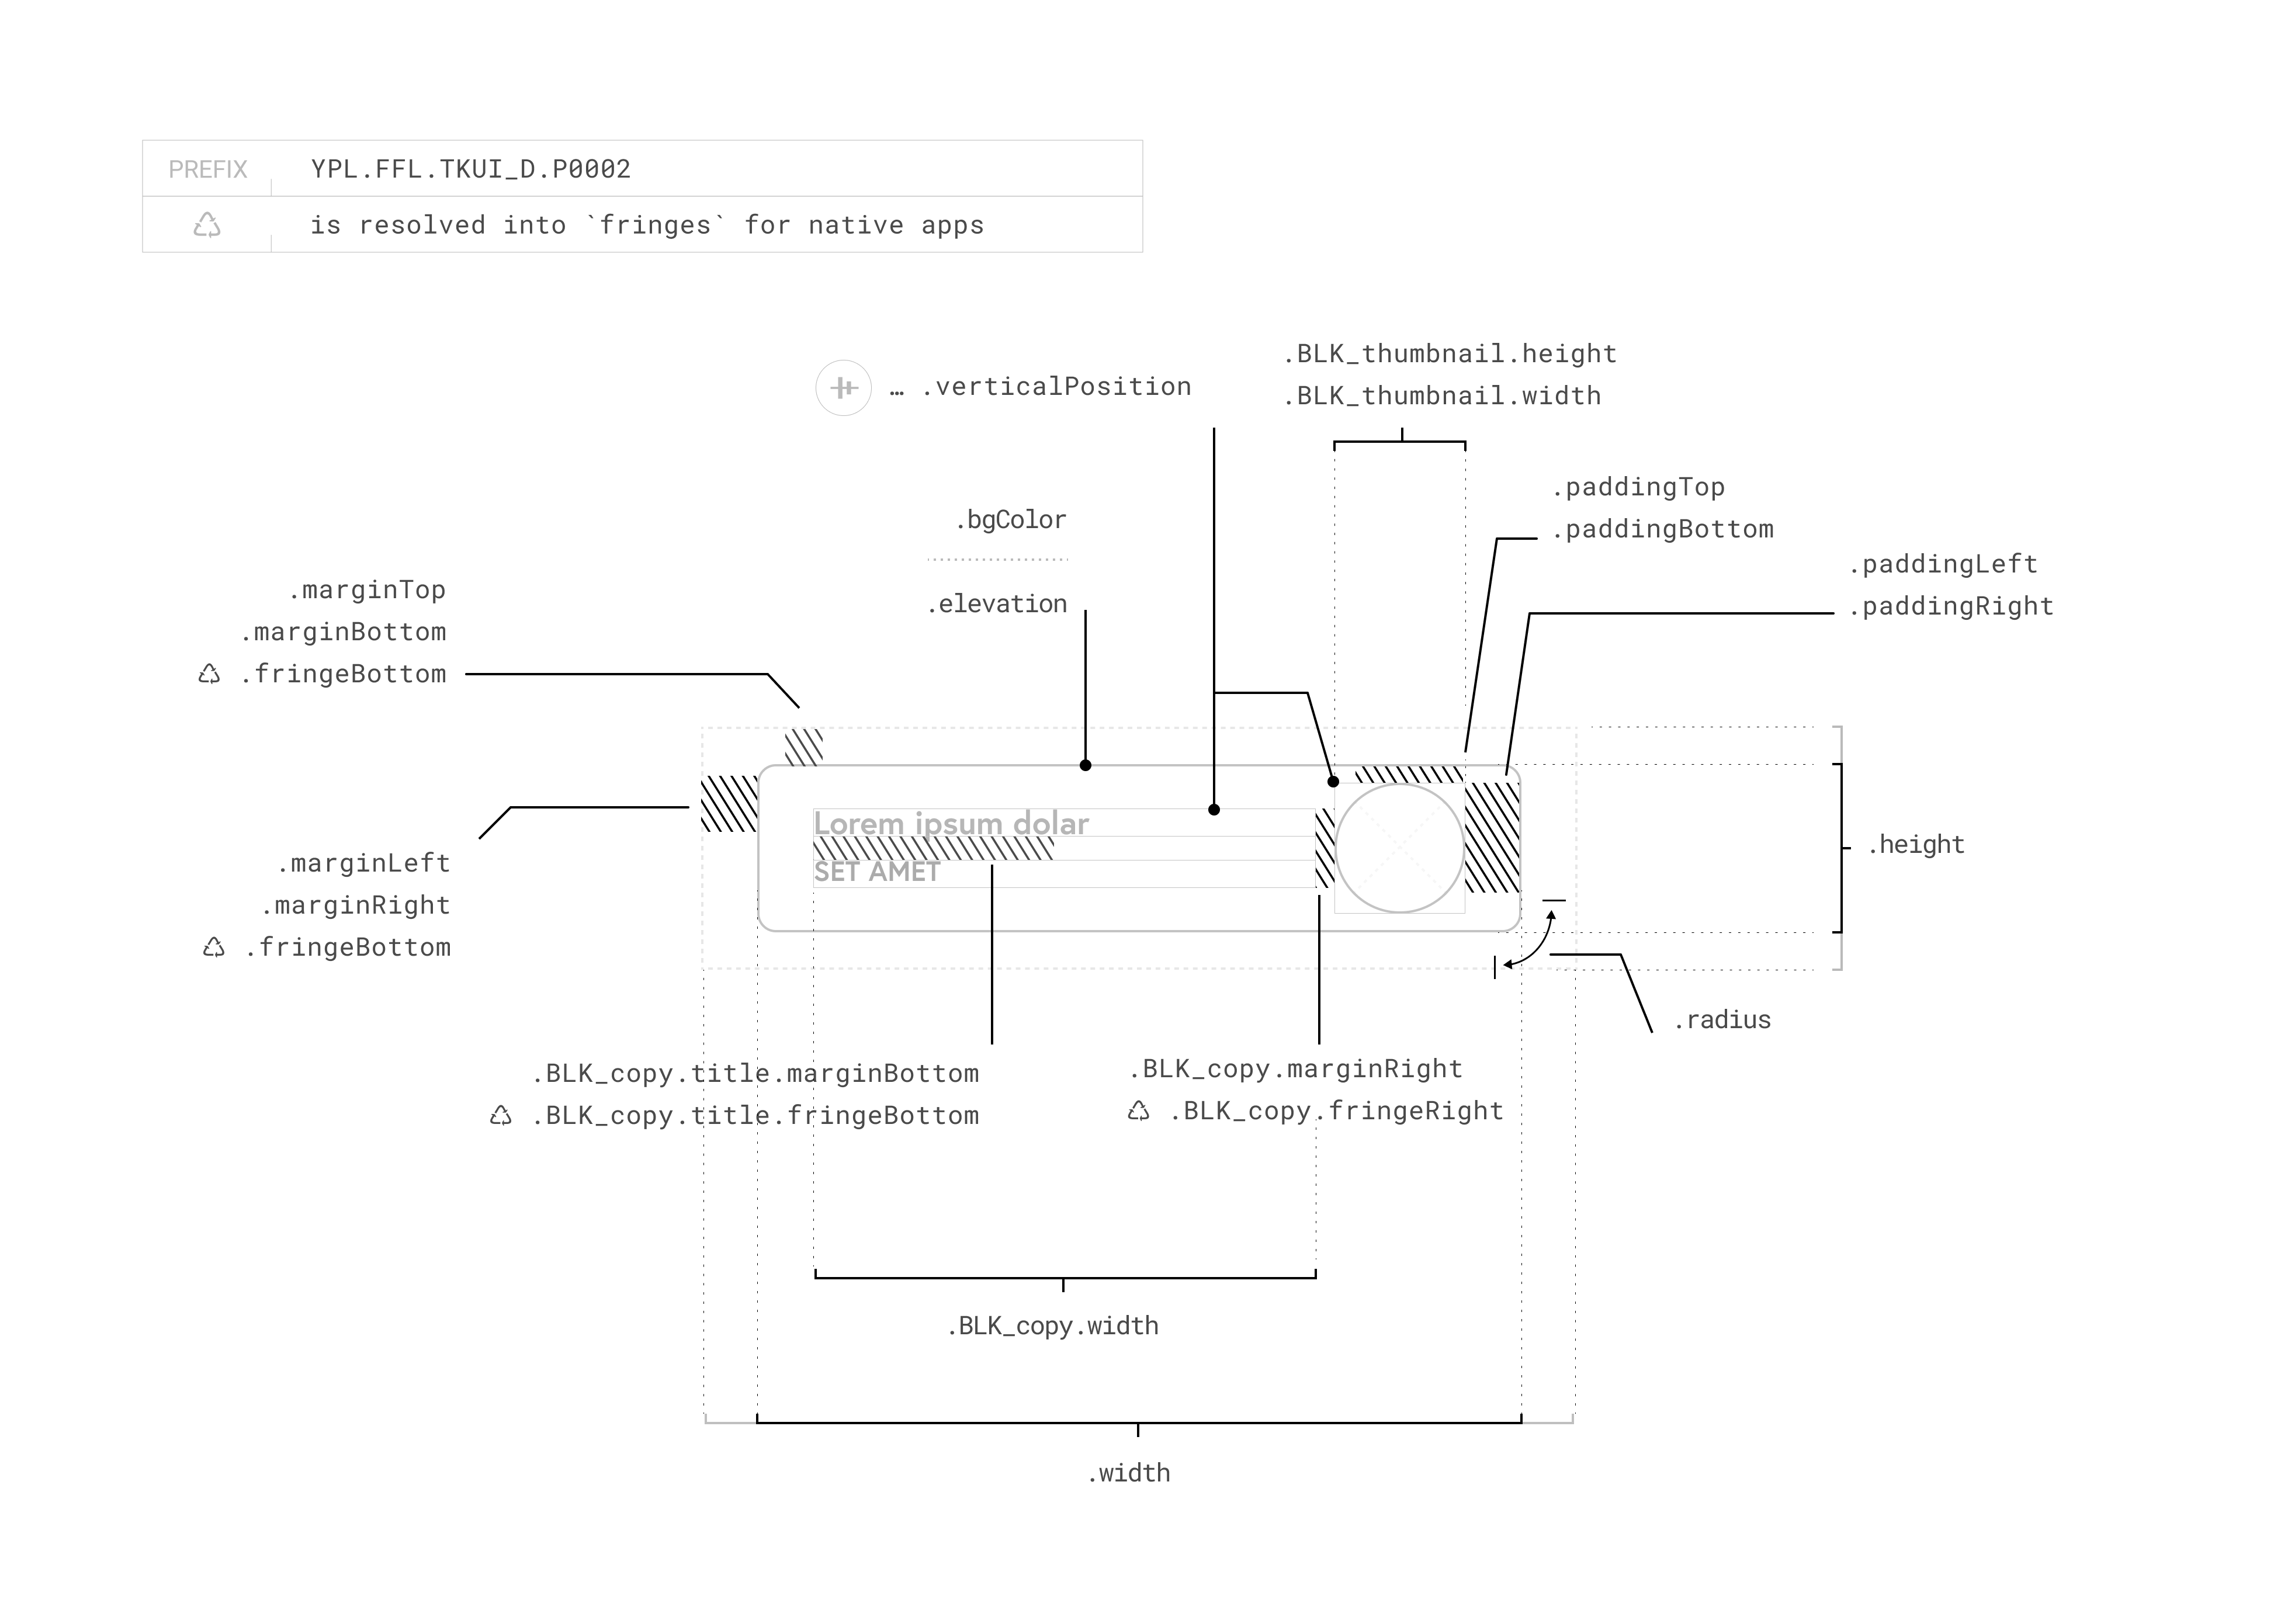 PREFIX YPL.FFL.TKUI_D.P0002
is resolved into `fringes` for native apps
.BLK_thumbnail.height
.BLK_thumbnail.width
… .verticalPosition
.paddingTop
.paddingBottom
.bgColor
.elevation
.paddingLeft
.paddingRight
.marginTop
.marginBottom
.fringeBottom
Lorem ipsum dolar
SET AMET
.height
.marginLeft
.marginRight
.fringeBottom
.radius
.BLK_copy.title.marginBottom
.BLK_copy.title.fringeBottom
.BLK_copy.marginRight
.BLK_copy.fringeRight
.BLK_copy.width
.width